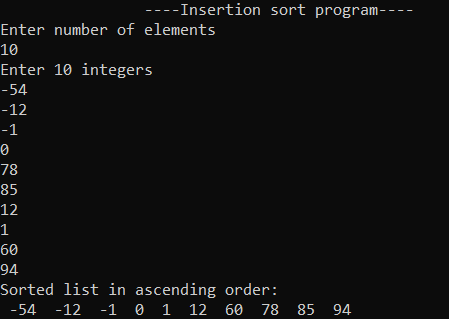 ----Insertion sort program----
Enter number of elements
10
Enter 10 integers
-54
-12
-1
0
78
85
12
1
60
94
Sorted list in ascending order:
-54  -12  -1  0  1  12  60  78  85  94